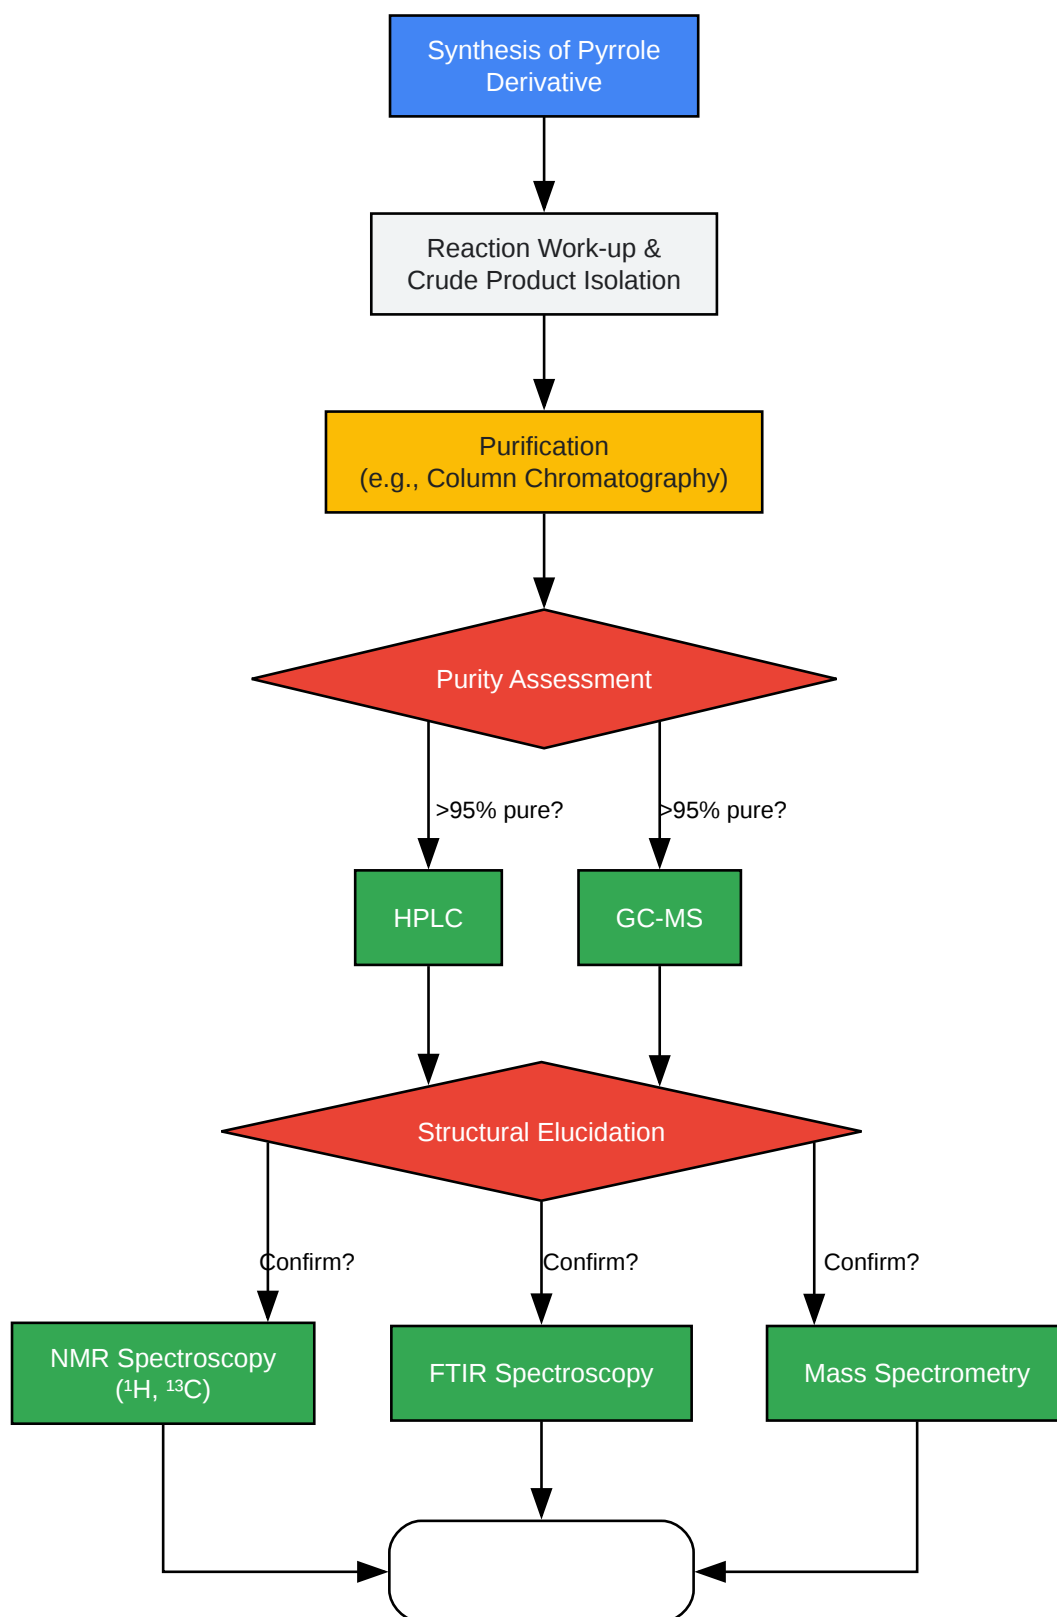 Synthesis of Pyrrole
Derivative
Reaction Work-up &
Crude Product Isolation
Purification
(e.g., Column Chromatography)
Purity Assessment
>95% pure?
>95% pure?
HPLC
GC-MS
Structural Elucidation
Confirm?
Confirm?
Confirm?
NMR Spectroscopy
(¹H, ¹³C)
FTIR Spectroscopy
Mass Spectrometry